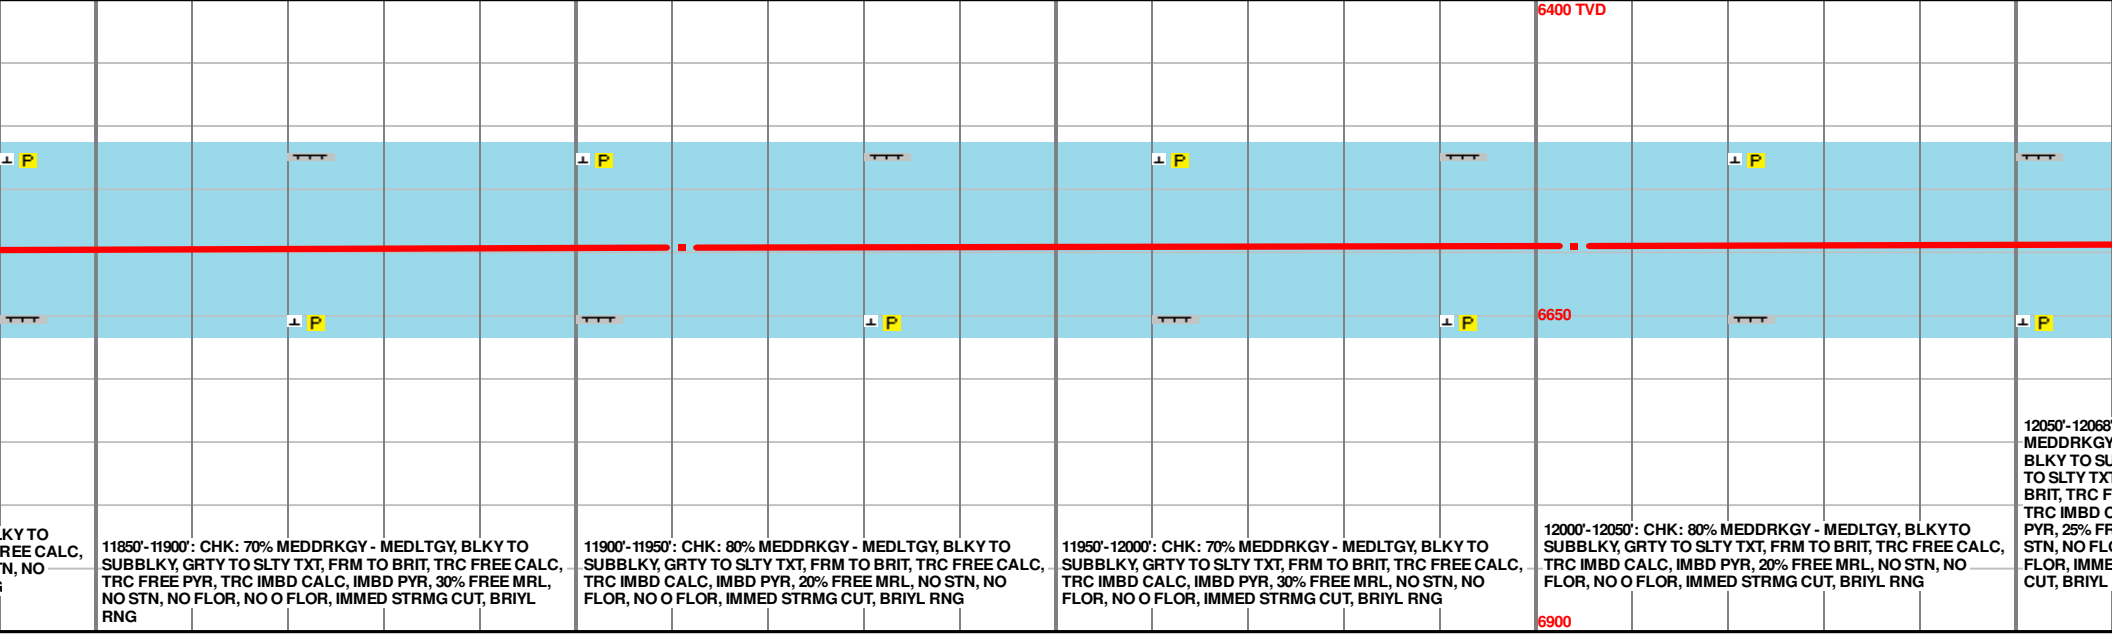 6400 TVD
P
P
P
P
6650
P
P
P
P
LKY TO
REE CALC,
TN, NO
G
11850'-11900': CHK: 70% MEDDRKGY - MEDLTGY, BLKY TO
SUBBLKY, GRTY TO SLTY TXT, FRM TO BRIT, TRC FREE CALC,
TRC FREE PYR, TRC IMBD CALC, IMBD PYR, 30% FREE MRL,
NO STN, NO FLOR, NO O FLOR, IMMED STRMG CUT, BRIYL
RNG
11900'-11950': CHK: 80% MEDDRKGY - MEDLTGY, BLKY TO
SUBBLKY, GRTY TO SLTY TXT, FRM TO BRIT, TRC FREE CALC,
TRC IMBD CALC, IMBD PYR, 20% FREE MRL, NO STN, NO
FLOR, NO O FLOR, IMMED STRMG CUT, BRIYL RNG
11950'-12000': CHK: 70% MEDDRKGY - MEDLTGY, BLKY TO
SUBBLKY, GRTY TO SLTY TXT, FRM TO BRIT, TRC FREE CALC,
TRC IMBD CALC, IMBD PYR, 30% FREE MRL, NO STN, NO
FLOR, NO O FLOR, IMMED STRMG CUT, BRIYL RNG
12000'-12050': CHK: 80% MEDDRKGY - MEDLTGY, BLKY TO
SUBBLKY, GRTY TO SLTY TXT, FRM TO BRIT, TRC FREE CALC,
TRC IMBD CALC, IMBD PYR, 20% FREE MRL, NO STN, NO
FLOR, NO O FLOR, IMMED STRMG CUT, BRIYL RNG
12050'-12068'
MEDDRKGY
BLKY TO SU
TO SLTY TXT
BRIT, TRC F
TRC IMBD C
PYR, 25% FR
STN, NO FLO
FLOR, IMME
CUT, BRIYL
6900